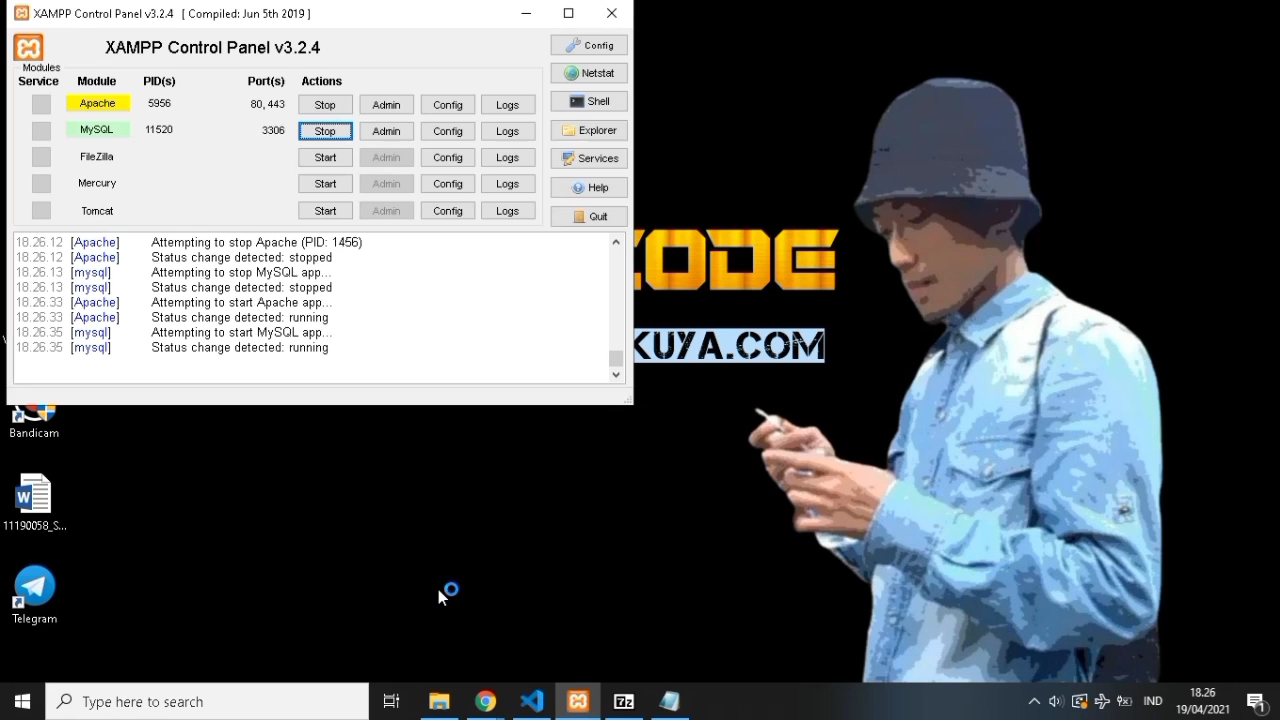 XAMPP Control Panel v3.2.4 [ Compiled: Jun 5th 2019 ]
XAMPP Control Panel v3.2.4
Config
Modules
Service Module PID(s) Port(s) Actions
Netstat
Apache 5956 80, 443 Stop Admin Config Logs
Shell
MySQL 11520 3306 Stop Admin Config Logs
Explorer
FileZilla Start Admin Config Logs
Services
Mercury Start Admin Config Logs
Help
Tomcat Start Admin Config Logs
Quit
18.26.12 [Apache] Attempting to stop Apache (PID: 1456)
18.26.12 [Apache] Status change detected: stopped
18.26.13 [mysql] Attempting to stop MySQL app...
18.26.13 [mysql] Status change detected: stopped
18.26.33 [Apache] Attempting to start Apache app...
18.26.33 [Apache] Status change detected: running
18.26.35 [mysql] Attempting to start MySQL app...
18.26.35 [mysql] Status change detected: running
ODE
KUYA.COM
Bandicam
W
11190058_S...
Telegram
Type here to search
7z
IND
18.26
19/04/2021
1